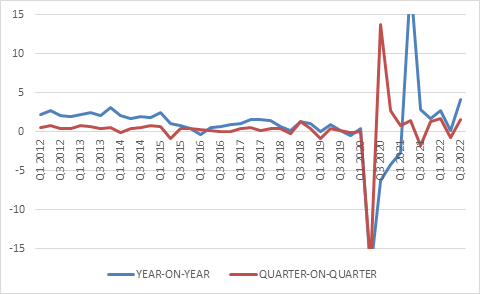 15
10
5
0
-5
-10
-15
Q1 2012
Q3 2012
Q1 2013
Q3 2013
Q1 2014
Q3 2014
Q1 2015
Q3 2015
Q1 2016
Q3 2016
Q1 2017
Q3 2017
Q1 2018
Q3 2018
Q1 2019
Q3 2019
Q1 2020
Q3 2020
Q1 2021
Q3 2021
Q1 2022
Q3 2022
YEAR-ON-YEAR QUARTER-ON-QUARTER